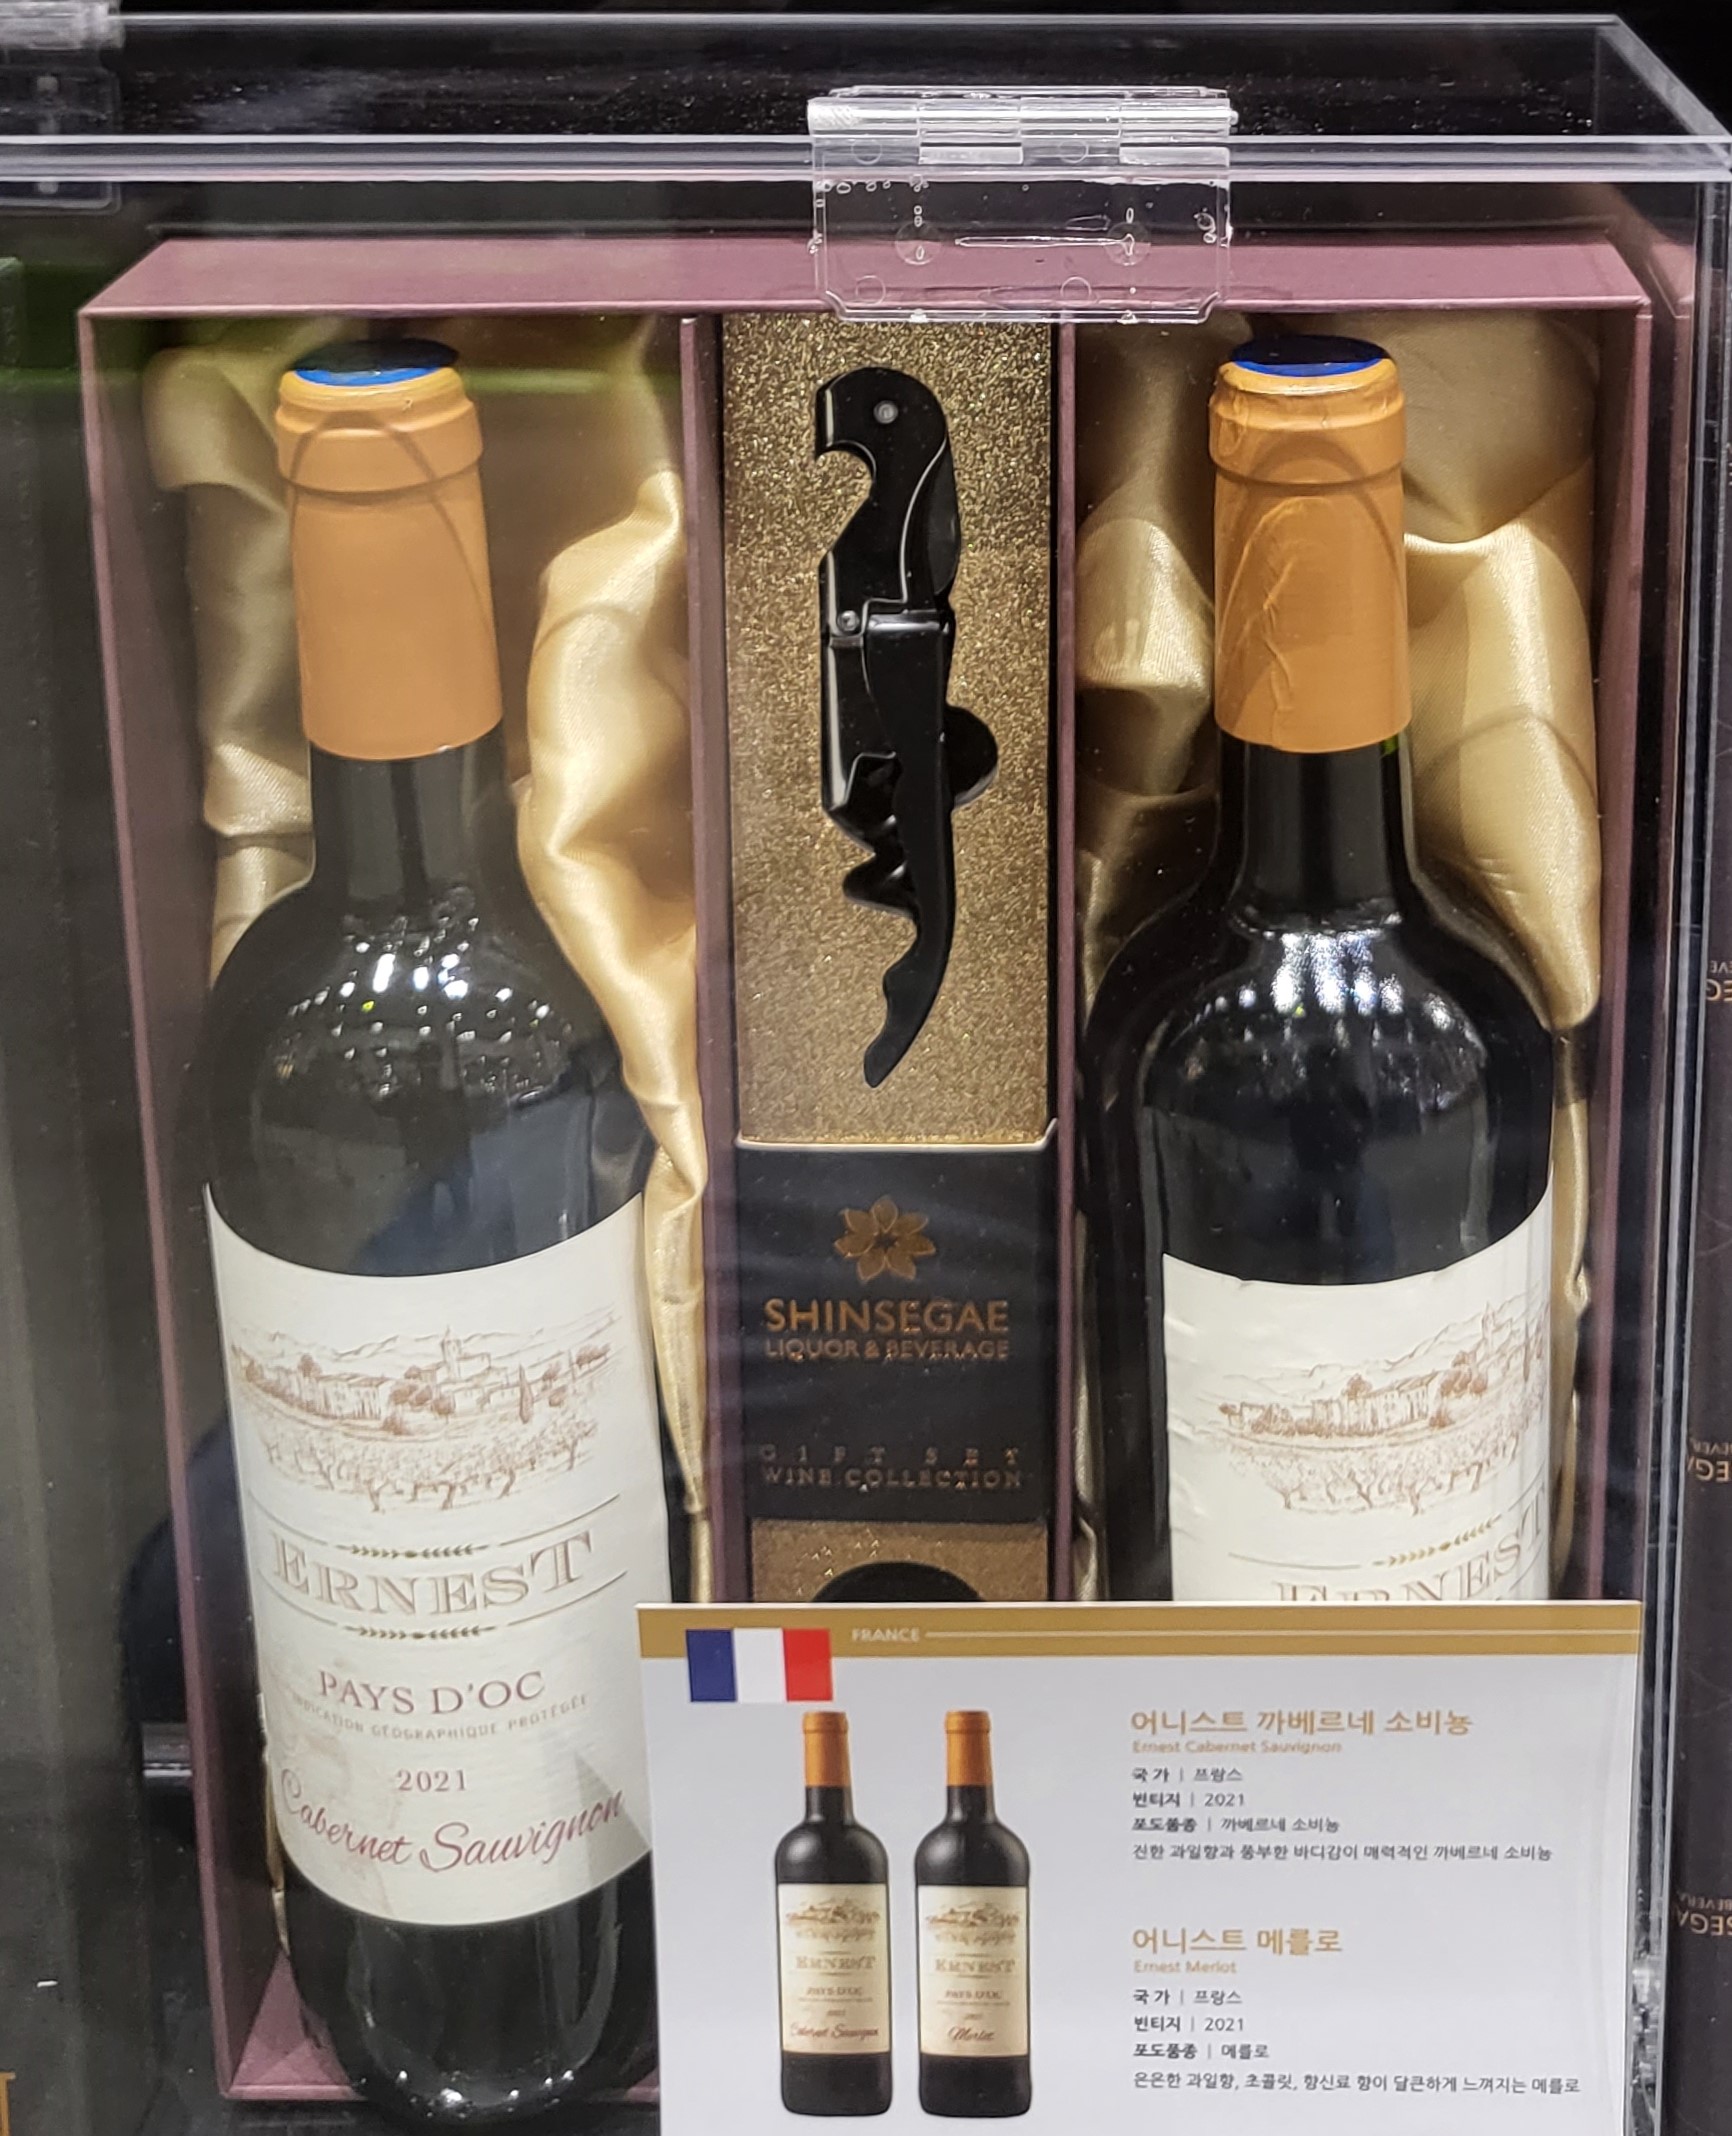 SHINSEGAE
LIQUOR & BEVERAGE
GIFT SET
WINE COLLECTION
ERNEST
PAYS D'OC
INDICATION GÉOGRAPHIQUE PROTÉGÉE
2021
Cabernet Sauvignon
ERNEST
FRANCE
어니스트 까베르네 소비뇽
Ernest Cabernet Sauvignon
국 가 | 프랑스
빈티지 | 2021
포도품종 | 까베르네 소비뇽
진한 과일향과 풍부한 바디감이 매력적인 까베르네 소비뇽
어니스트 메를로
Ernest Merlot
국 가 | 프랑스
빈티지 | 2021
포도품종 | 메를로
은은한 과일향, 초콜릿, 향신료 향이 달큰하게 느껴지는 메를로
ERNEST
PAYS D'OC
Cabernet Sauvignon
ERNEST
PAYS D'OC
Merlot